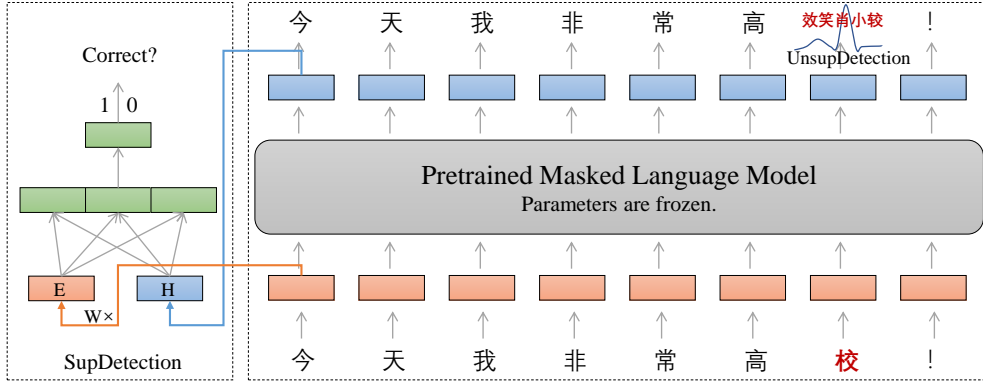 Correct?
1 0
E H
W×
SupDetection
今 天 我 非 常 高 效笑肖小较 !
UnsupDetection
Pretrained Masked Language Model
Parameters are frozen.
今 天 我 非 常 高 校 !